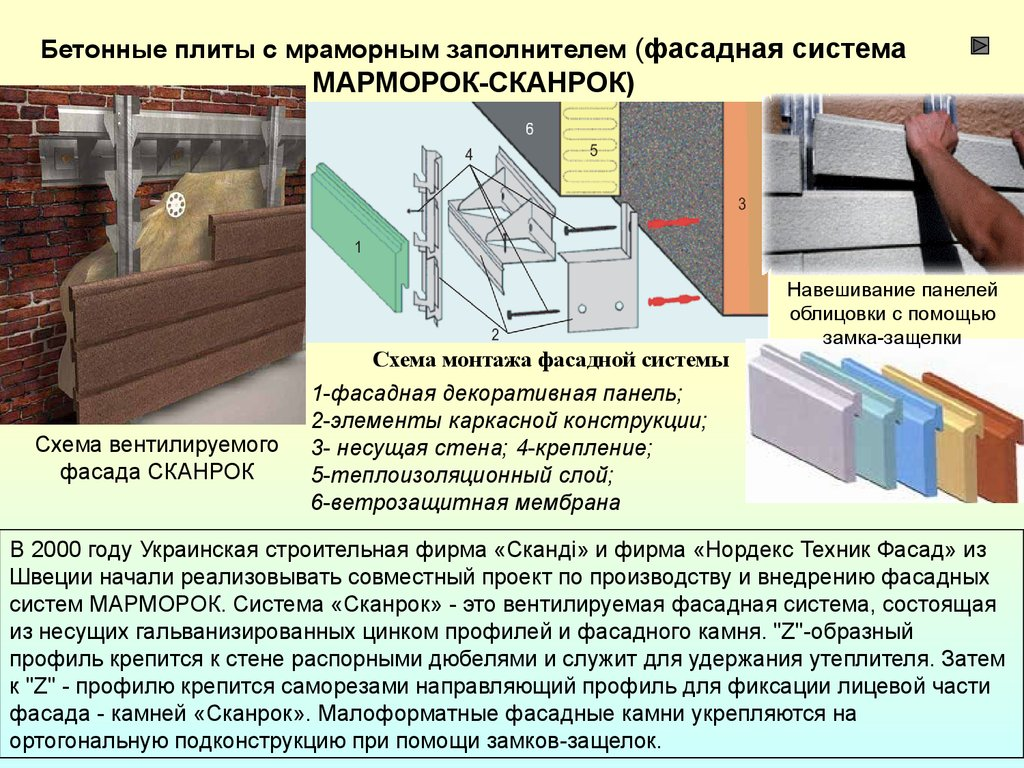 Бетонные плиты с мраморным заполнителем (фасадная система
МАРМОРОК-СКАНРОК)
6
4
5
3
1
2
Навешивание панелей
облицовки с помощью
замка-защелки
Схема монтажа фасадной системы
1-фасадная декоративная панель;
2-элементы каркасной конструкции;
3- несущая стена; 4-крепление;
5-теплоизоляционный слой;
6-ветрозащитная мембрана
Схема вентилируемого
фасада СКАНРОК
В 2000 году Украинская строительная фирма «Сканді» и фирма «Нордекс Техник Фасад» из
Швеции начали реализовывать совместный проект по производству и внедрению фасадных
систем МАРМОРОК. Система «Сканрок» - это вентилируемая фасадная система, состоящая
из несущих гальванизированных цинком профилей и фасадного камня. "Z"-образный
профиль крепится к стене распорными дюбелями и служит для удержания утеплителя. Затем
к "Z" - профилю крепится саморезами направляющий профиль для фиксации лицевой части
фасада - камней «Сканрок». Малоформатные фасадные камни укрепляются на
ортогональную подконструкцию при помощи замков-защелок.